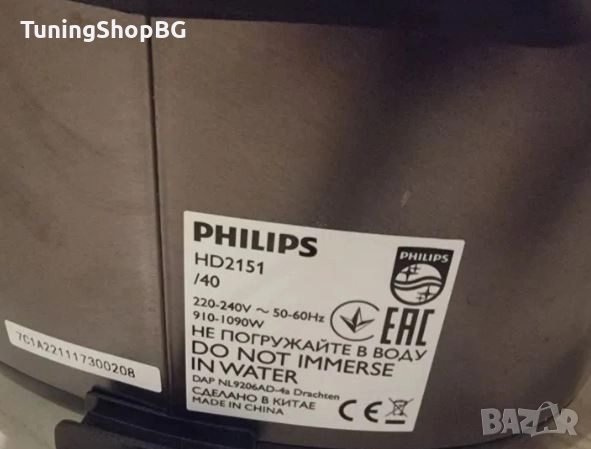 TuningShopBG
PHILIPS
HD2151
/40
PHILIPS
220-240V ~ 50-60Hz
910-1090W
EAC
НЕ ПОГРУЖАЙТЕ В ВОДУ
DO NOT IMMERSE
IN WATER
DAP NL9206AD-4a Drachten
СДЕЛАНО В КИТАЕ
MADE IN CHINA
CE
7C1A221117300208
BAZAR